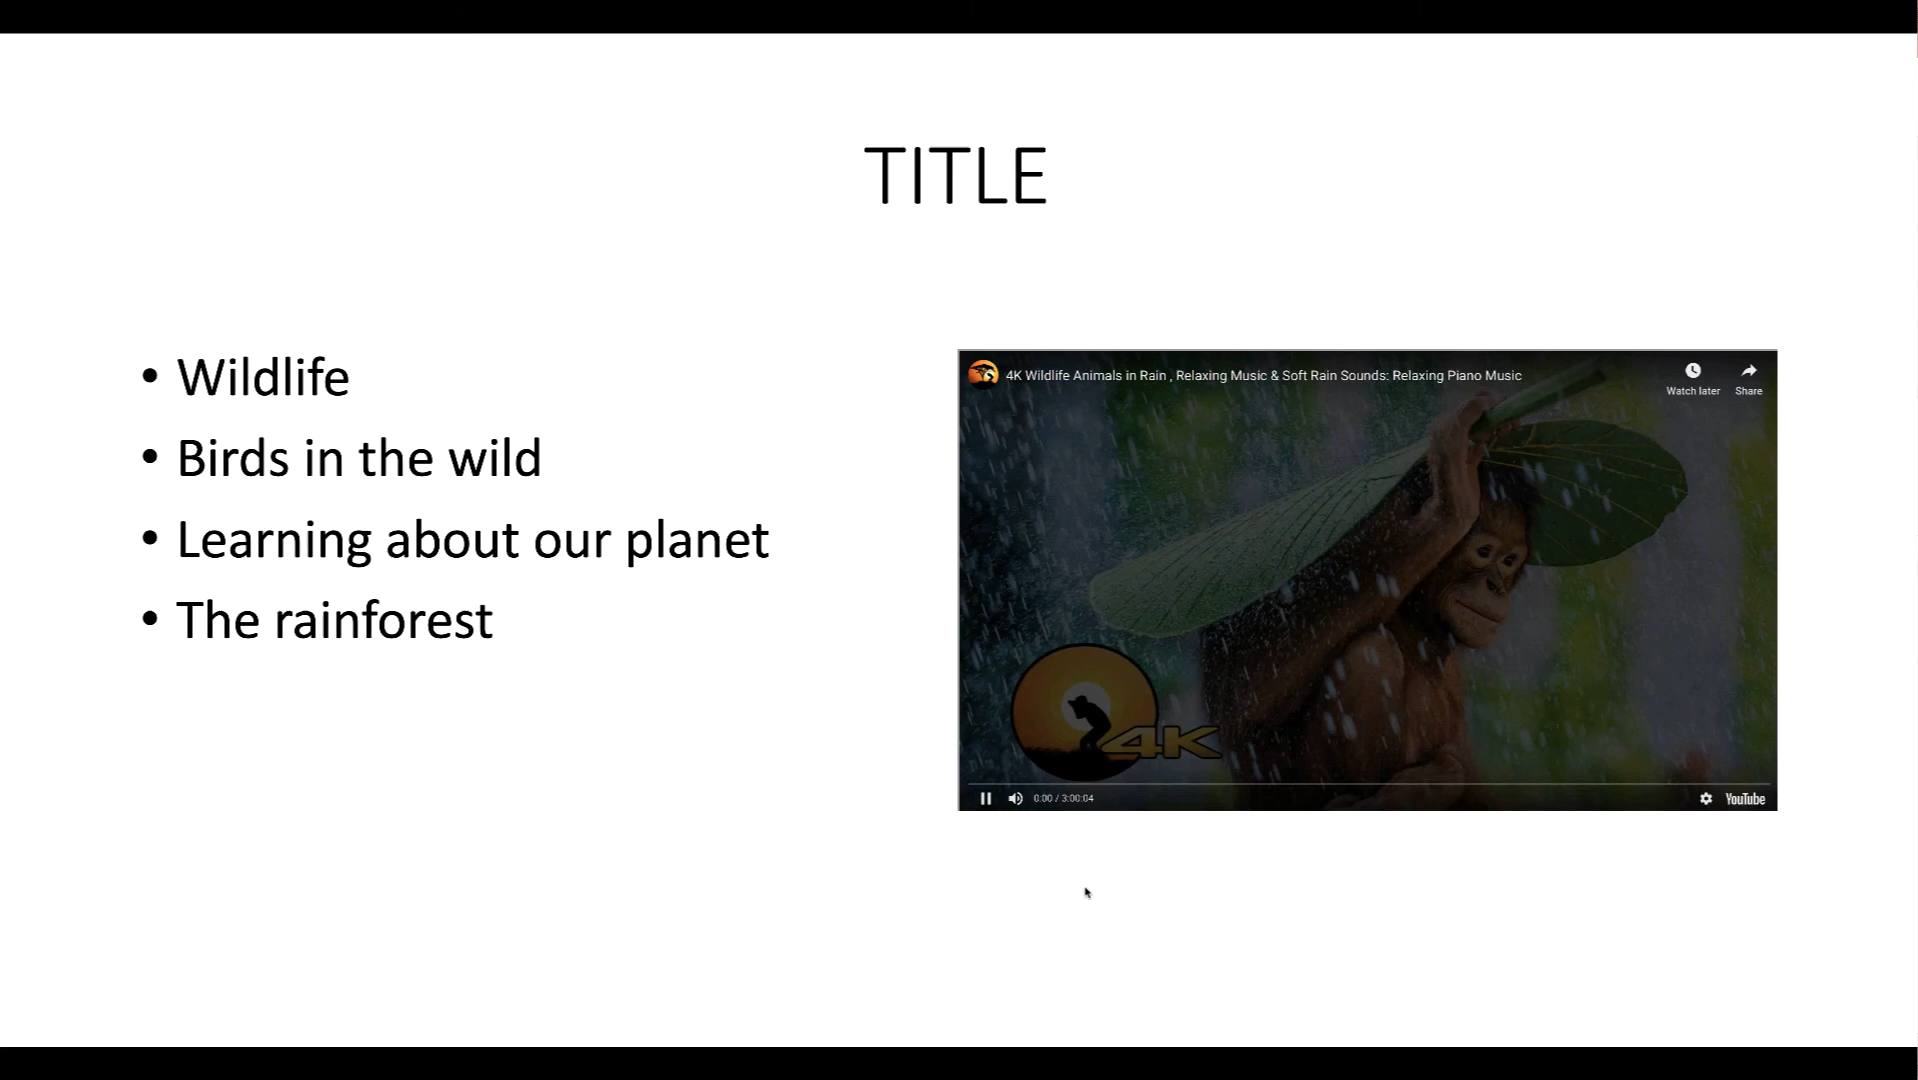 TITLE
• Wildlife
• Birds in the wild
• Learning about our planet
• The rainforest
4K Wildlife Animals in Rain , Relaxing Music & Soft Rain Sounds: Relaxing Piano Music
Watch later
Share
4K
0:00 / 3:00:04
YouTube